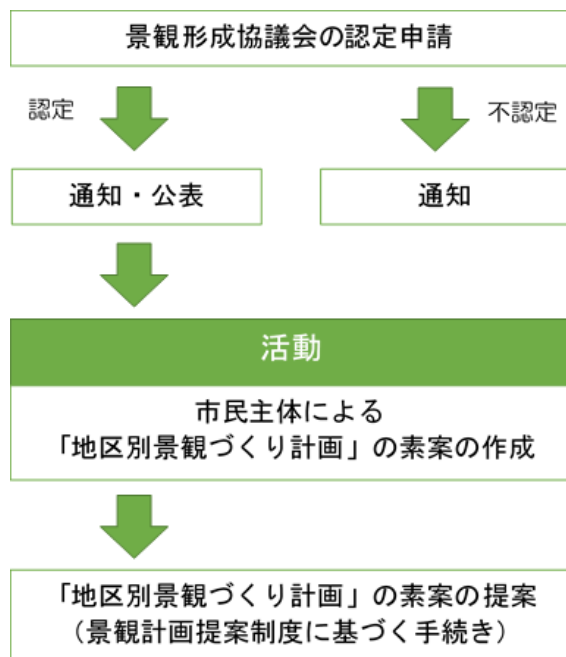 景観形成協議会の認定申請
認定
不認定
通知・公表
通知
活動
市民主体による
「地区別景観づくり計画」の素案の作成
「地区別景観づくり計画」の素案の提案
（景観計画提案制度に基づく手続き）